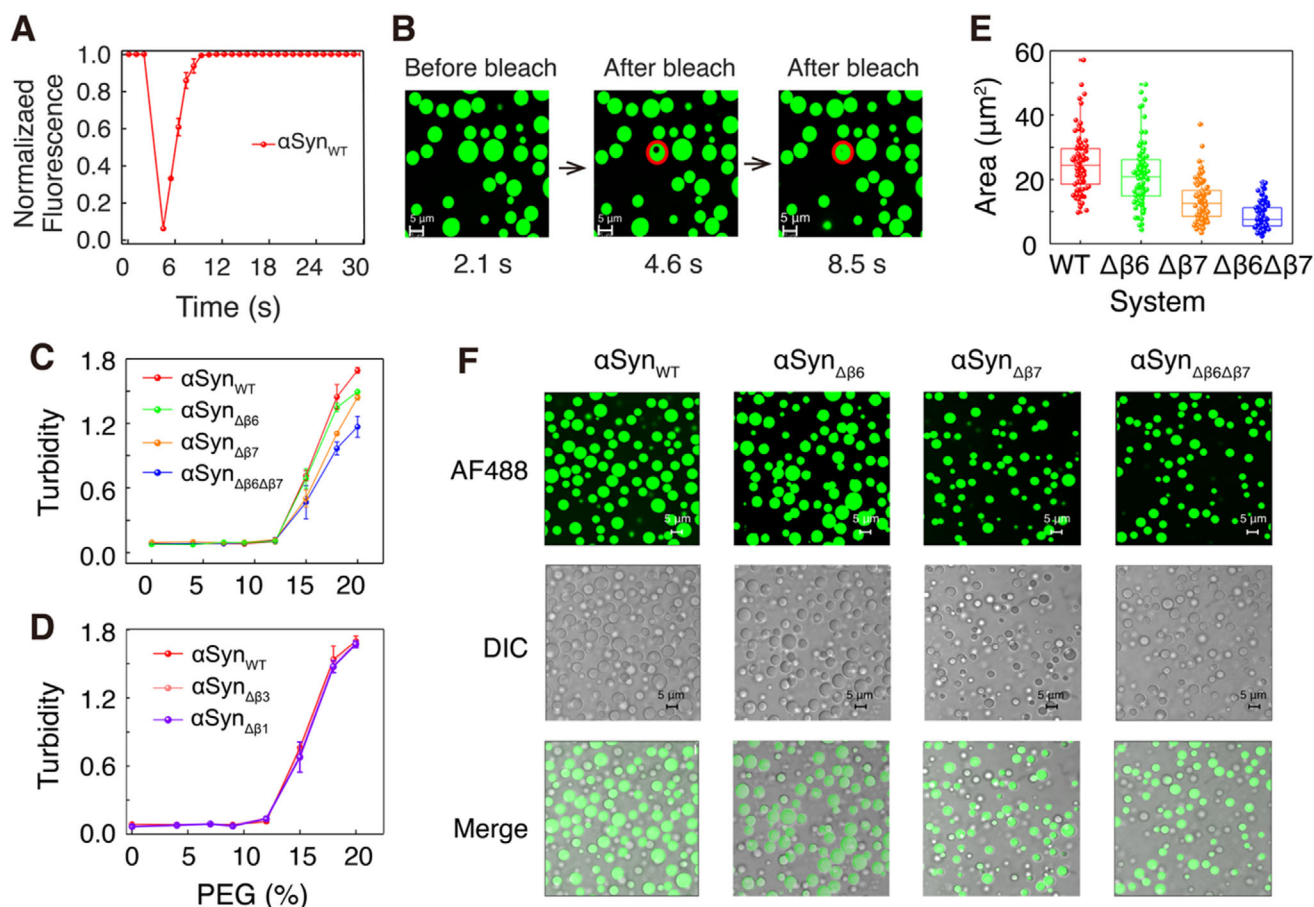 A
Normalized
Fluorescence
1.0
0.8
0.6
0.4
0.2
0.0
αSynWT
0 6 12 18 24 30
Time (s)
B
Before bleach After bleach After bleach
5 µm 5 µm 5 µm
2.1 s 4.6 s 8.5 s
E
Area (µm²)
60
40
20
0
WT Δβ6 Δβ7 Δβ6Δβ7
System
C
Turbidity
1.8
1.2
0.6
0.0
αSynWT
αSynΔβ6
αSynΔβ7
αSynΔβ6Δβ7
0 5 10 15 20
D
Turbidity
1.8
1.2
0.6
0.0
αSynWT
αSynΔβ3
αSynΔβ1
0 5 10 15 20
PEG (%)
F
αSynWT αSynΔβ6 αSynΔβ7 αSynΔβ6Δβ7
AF488
5 µm 5 µm 5 µm 5 µm
DIC
5 µm 5 µm 5 µm 5 µm
Merge